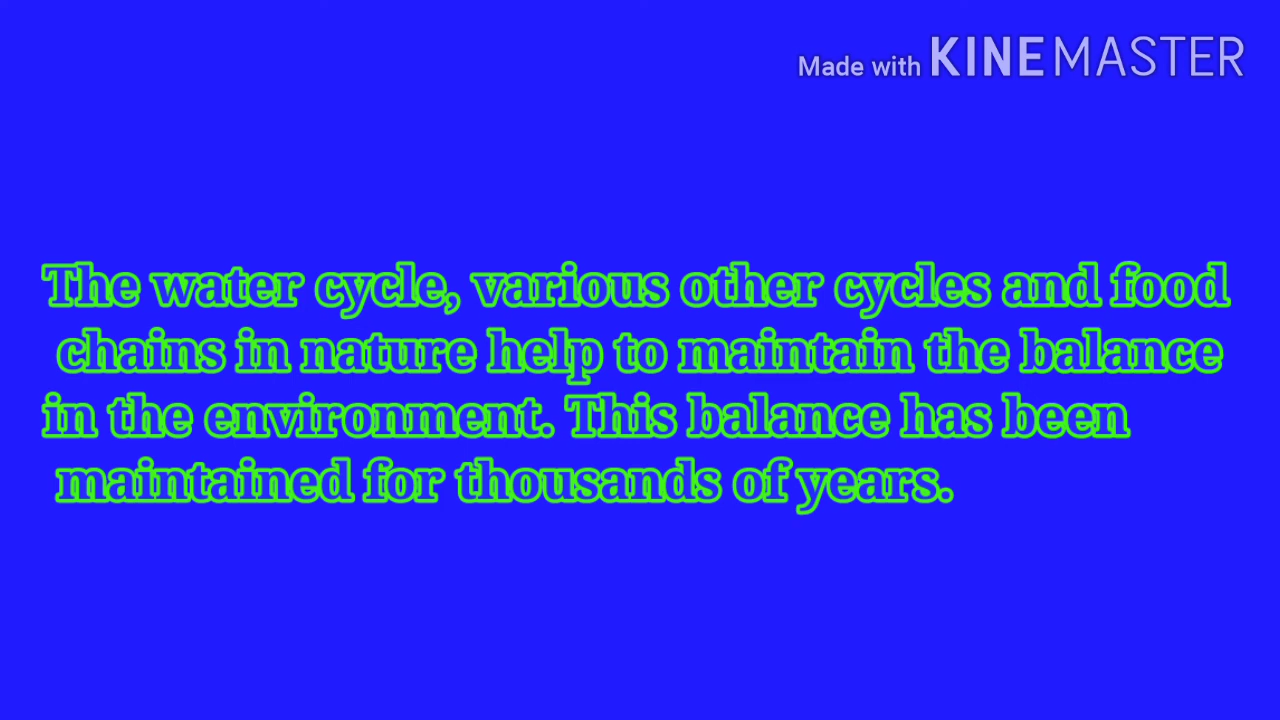 Made with KINEMASTER
The water cycle, various other cycles and food
chains in nature help to maintain the balance
in the environment. This balance has been
maintained for thousands of years.